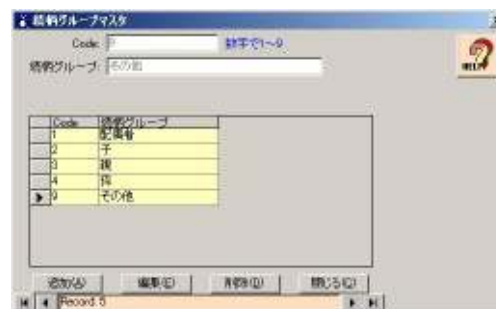 続柄グループマスタ
Code: 9 数字で1～9
続柄グループ: その他
HELP
Code 続柄グループ
1 配偶者
2 子
3 親
4 孫
9 その他
追加(A) 編集(E) 削除(D) 閉じる(C)
Record: 5